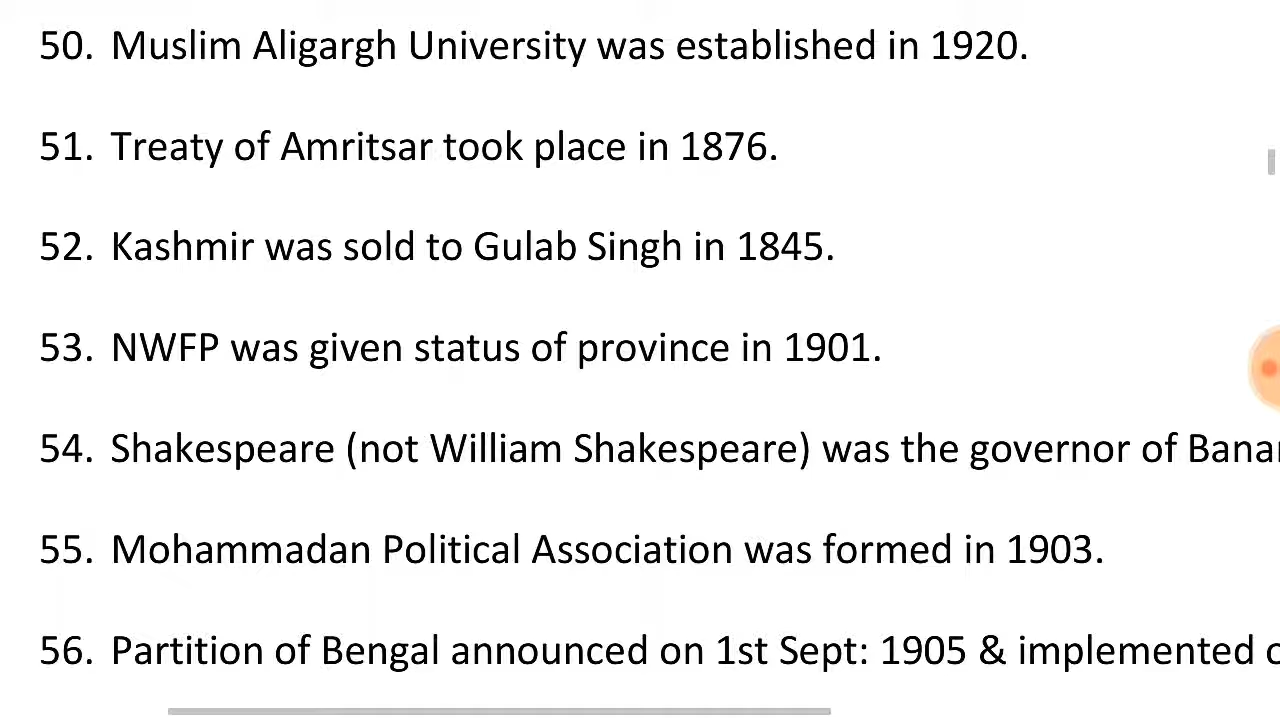 50. Muslim Aligargh University was established in 1920.
51. Treaty of Amritsar took place in 1876.
52. Kashmir was sold to Gulab Singh in 1845.
53. NWFP was given status of province in 1901.
54. Shakespeare (not William Shakespeare) was the governor of
55. Mohammadan Political Association was formed in 1903.
56. Partition of Bengal announced on 1st Sept: 1905 & implemented